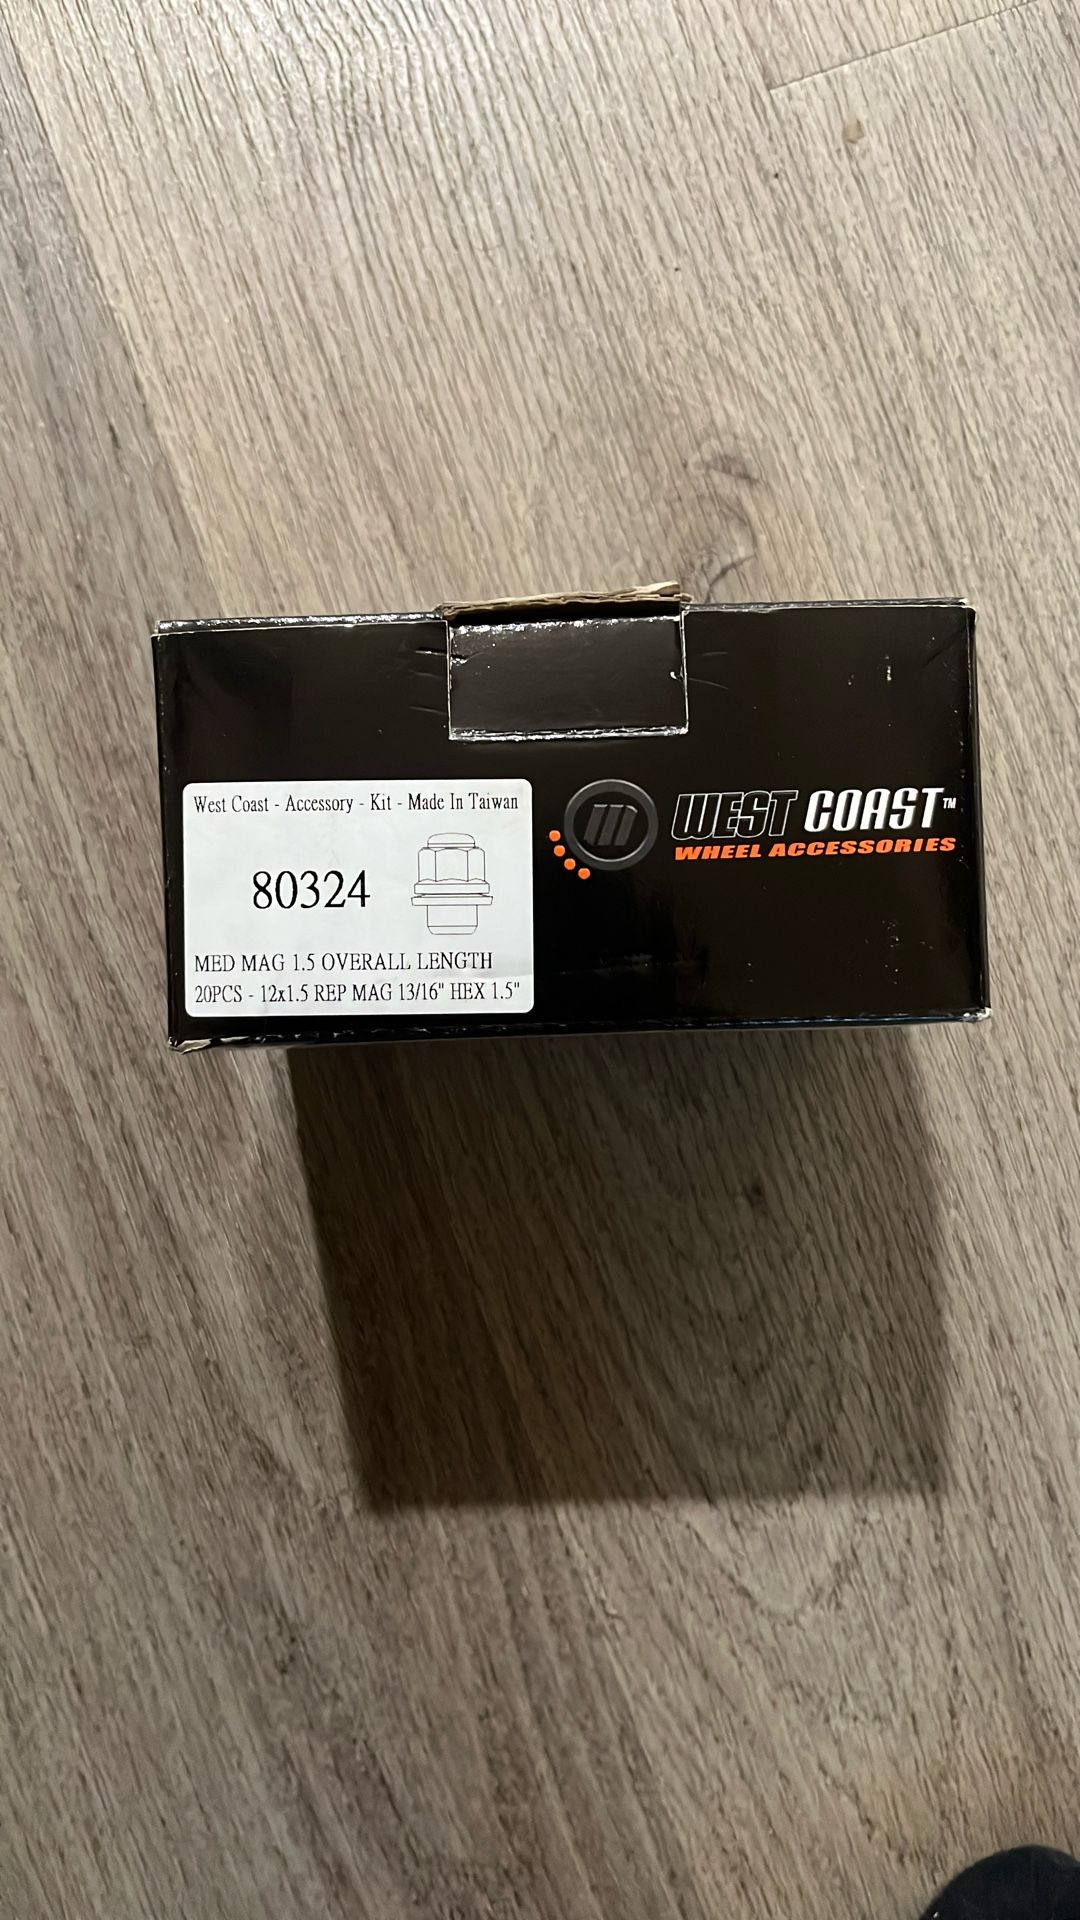 West Coast - Accessory - Kit - Made In Taiwan
80324
MED MAG 1.5 OVERALL LENGTH
20PCS - 12x1.5 REP MAG 13/16" HEX 1.5"
WEST COAST™
WHEEL ACCESSORIES